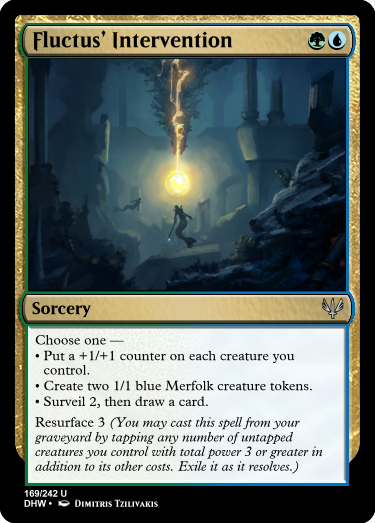 Fluctus' Intervention
Sorcery
Choose one —
• Put a +1/+1 counter on each creature you
control.
• Create two 1/1 blue Merfolk creature tokens.
• Surveil 2, then draw a card.
Resurface 3 (You may cast this spell from your
graveyard by tapping any number of untapped
creatures you control with total power 3 or greater in
addition to its other costs. Exile it as it resolves.)
169/242 U
DHW • Dimitris Tzilivakis